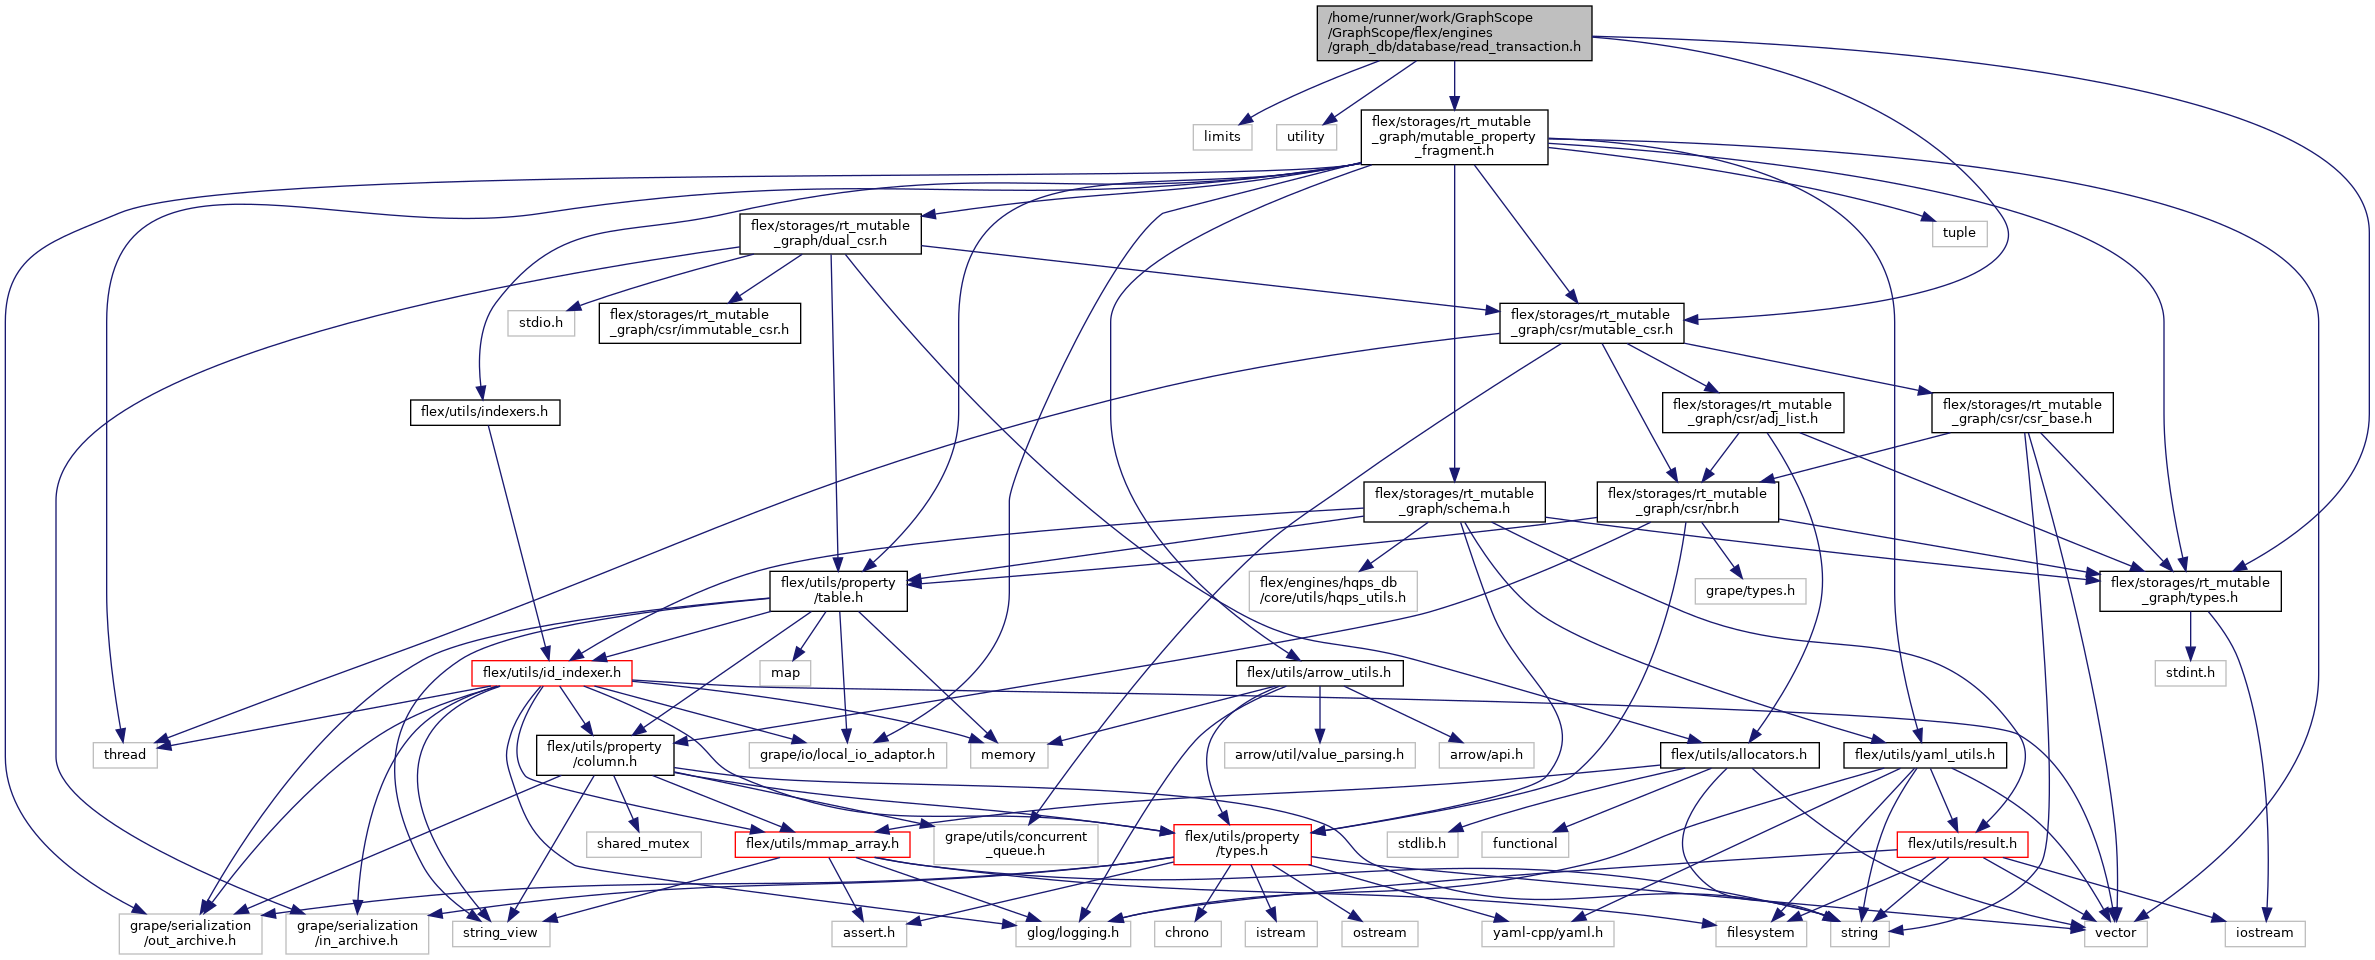 /home/runner/work/GraphScope
/GraphScope/flex/engines
/graph_db/database/read_transaction.h
limits
utility
flex/storages/rt_mutable
_graph/mutable_property
_fragment.h
flex/storages/rt_mutable
_graph/dual_csr.h
tuple
stdio.h
flex/storages/rt_mutable
_graph/csr/immutable_csr.h
flex/storages/rt_mutable
_graph/csr/mutable_csr.h
flex/utils/indexers.h
flex/storages/rt_mutable
_graph/csr/adj_list.h
flex/storages/rt_mutable
_graph/csr/csr_base.h
flex/storages/rt_mutable
_graph/schema.h
flex/storages/rt_mutable
_graph/csr/nbr.h
flex/utils/property
/table.h
flex/engines/hqps_db
/core/utils/hqps_utils.h
grape/types.h
flex/storages/rt_mutable
_graph/types.h
flex/utils/id_indexer.h
map
flex/utils/arrow_utils.h
stdint.h
thread
flex/utils/property
/column.h
grape/io/local_io_adaptor.h
memory
arrow/util/value_parsing.h
arrow/api.h
flex/utils/allocators.h
flex/utils/yaml_utils.h
shared_mutex
flex/utils/mmap_array.h
grape/utils/concurrent
_queue.h
flex/utils/property
/types.h
stdlib.h
functional
flex/utils/result.h
grape/serialization
/out_archive.h
grape/serialization
/in_archive.h
string_view
assert.h
glog/logging.h
chrono
istream
ostream
yaml-cpp/yaml.h
filesystem
string
vector
iostream